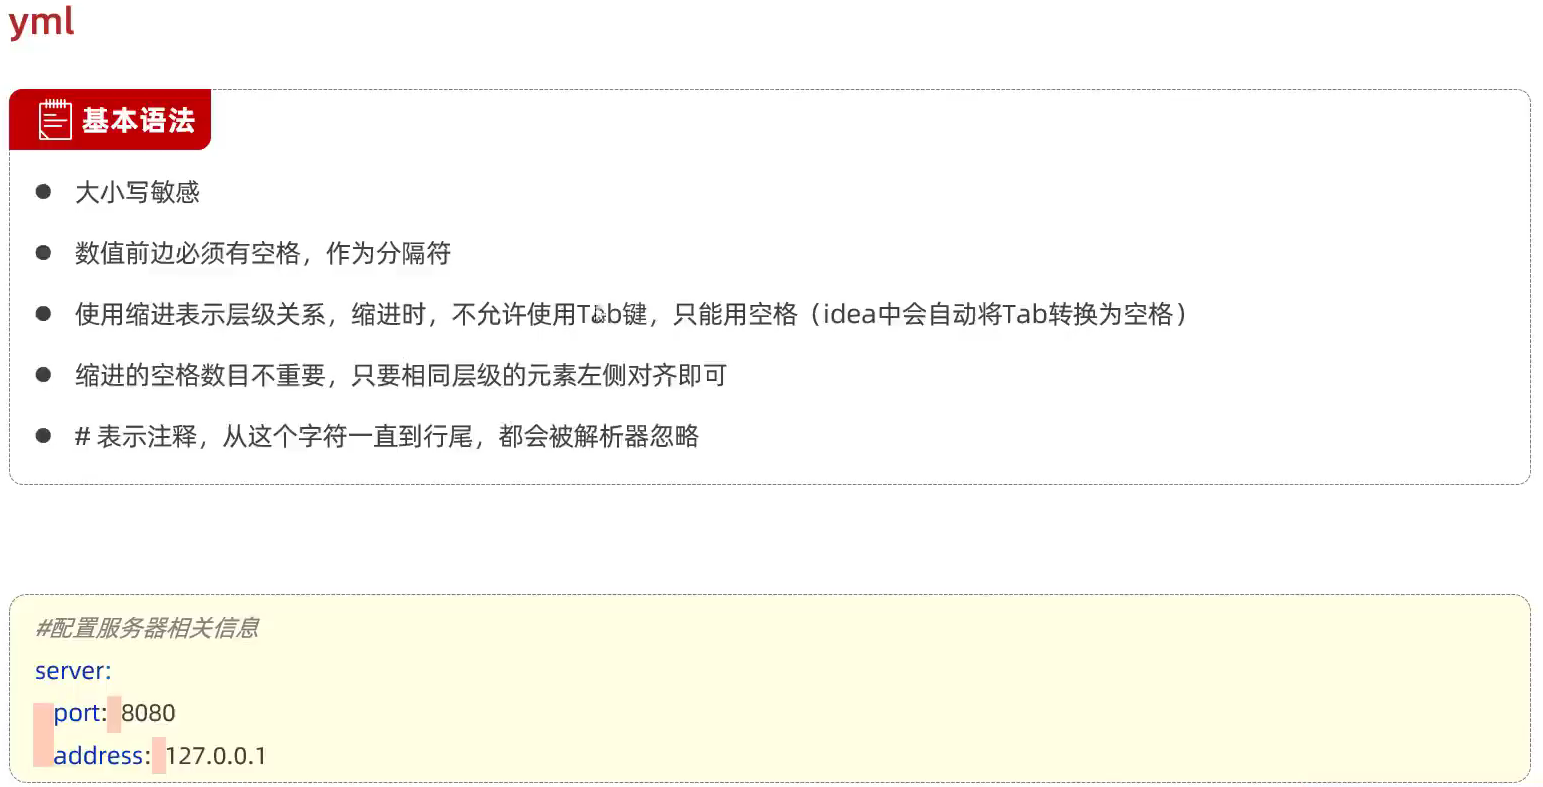 yml
基本语法
大小写敏感
数值前边必须有空格，作为分隔符
使用缩进表示层级关系，缩进时，不允许使用Tab键，只能用空格（idea中会自动将Tab转换为空格）
缩进的空格数目不重要，只要相同层级的元素左侧对齐即可
# 表示注释，从这个字符一直到行尾，都会被解析器忽略
#配置服务器相关信息
server:
port: 8080
address: 127.0.0.1